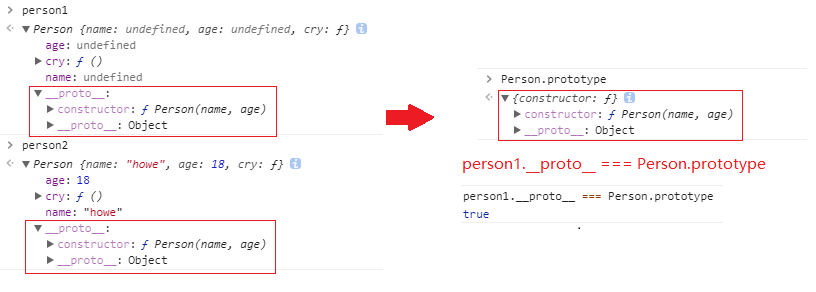 person1
Person {name: undefined, age: undefined, cry: ƒ} i
age: undefined
cry: ƒ ()
name: undefined
__proto__:
constructor: ƒ Person(name, age)
__proto__: Object
person2
Person {name: "howe", age: 18, cry: ƒ} i
age: 18
cry: ƒ ()
name: "howe"
__proto__:
constructor: ƒ Person(name, age)
__proto__: Object
Person.prototype
{constructor: ƒ} i
constructor: ƒ Person(name, age)
__proto__: Object
person1.__proto__ === Person.prototype
person1.__proto__ === Person.prototype
true